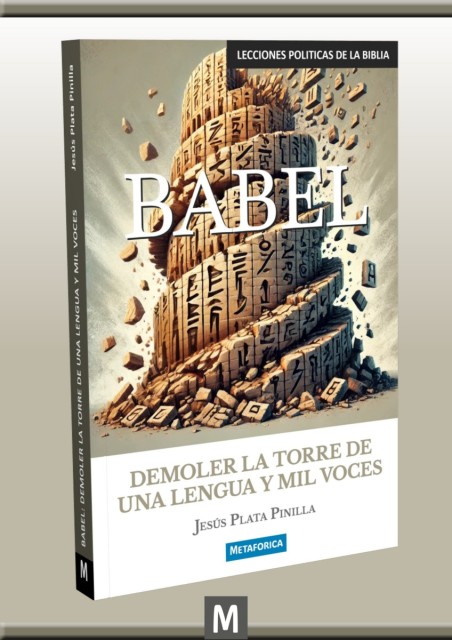 LECCIONES POLITICAS DE LA BIBLIA
BABEL
DEMOLER LA TORRE DE
UNA LENGUA Y MIL VOCES
JESÚS PLATA PINILLA
METAFORICA
Jesús Plata Pinilla
BABEL: DEMOLER LA TORRE DE UNA LENGUA Y MIL VOCES
M
M